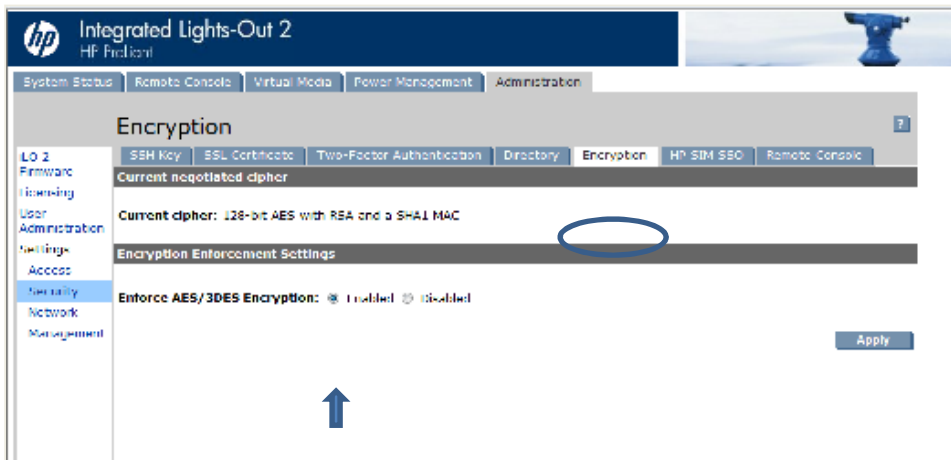 hp Integrated Lights-Out 2
HP ProLiant
System Status Remote Console Virtual Media Power Management Administration
Encryption ?
SSH Key SSL Certificate Two-Factor Authentication Directory Encryption HP SIM SSO Remote Console
iLO 2
Firmware
Licensing
User
Administration
Settings
Access
Security
Network
Management
Current negotiated cipher
Current cipher: 128-bit AES with RSA and a SHA1 MAC
Encryption Enforcement Settings
Enforce AES/3DES Encryption: Enabled Disabled
Apply